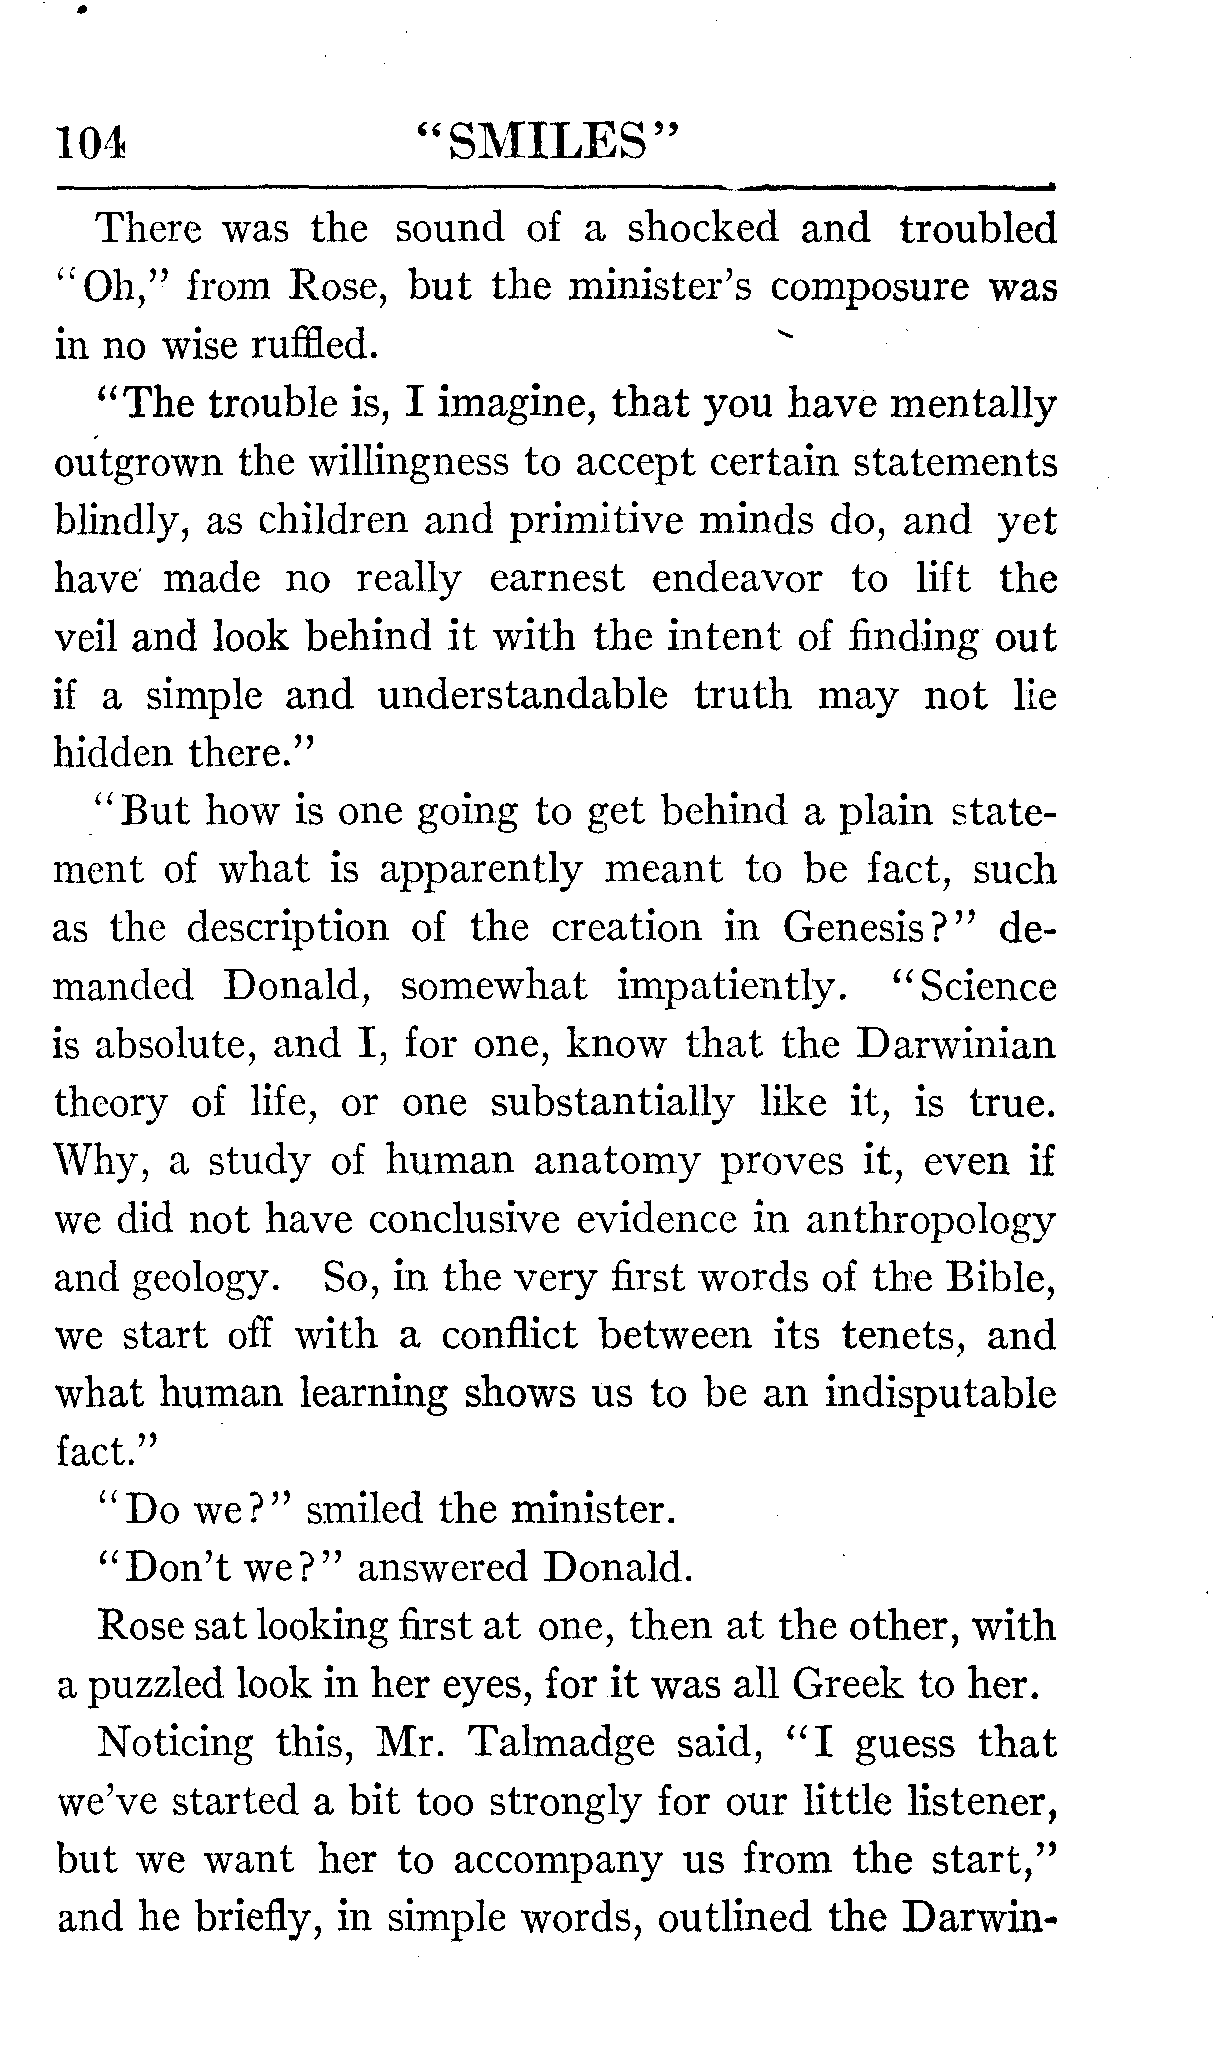 104 "SMILES"
There was the sound of a shocked and troubled
"Oh," from Rose, but the minister's composure was
in no wise ruffled.
"The trouble is, I imagine, that you have mentally
outgrown the willingness to accept certain statements
blindly, as children and primitive minds do, and yet
have made no really earnest endeavor to lift the
veil and look behind it with the intent of finding out
if a simple and understandable truth may not lie
hidden there."
"But how is one going to get behind a plain state-
ment of what is apparently meant to be fact, such
as the description of the creation in Genesis?" de-
manded Donald, somewhat impatiently. "Science
is absolute, and I, for one, know that the Darwinian
theory of life, or one substantially like it, is true.
Why, a study of human anatomy proves it, even if
we did not have conclusive evidence in anthropology
and geology. So, in the very first words of the Bible,
we start off with a conflict between its tenets, and
what human learning shows us to be an indisputable
fact."
"Do we?" smiled the minister.
"Don't we?" answered Donald.
Rose sat looking first at one, then at the other, with
a puzzled look in her eyes, for it was all Greek to her.
Noticing this, Mr. Talmadge said, "I guess that
we've started a bit too strongly for our little listener,
but we want her to accompany us from the start,"
and he briefly, in simple words, outlined the Darwin-